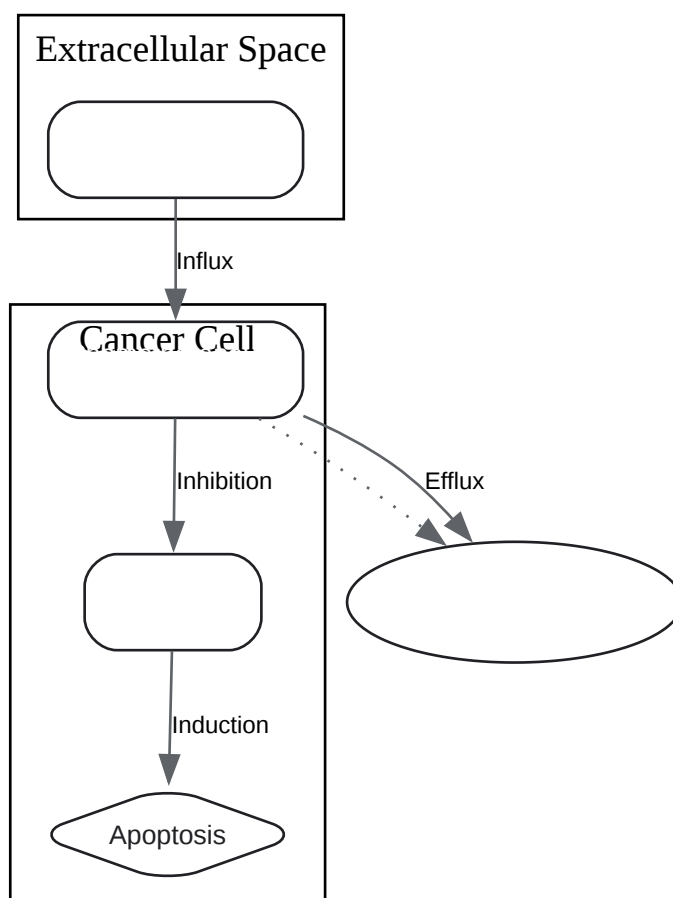 Extracellular Space
Influx
Cancer Cell
Inhibition
Efflux
Induction
Apoptosis